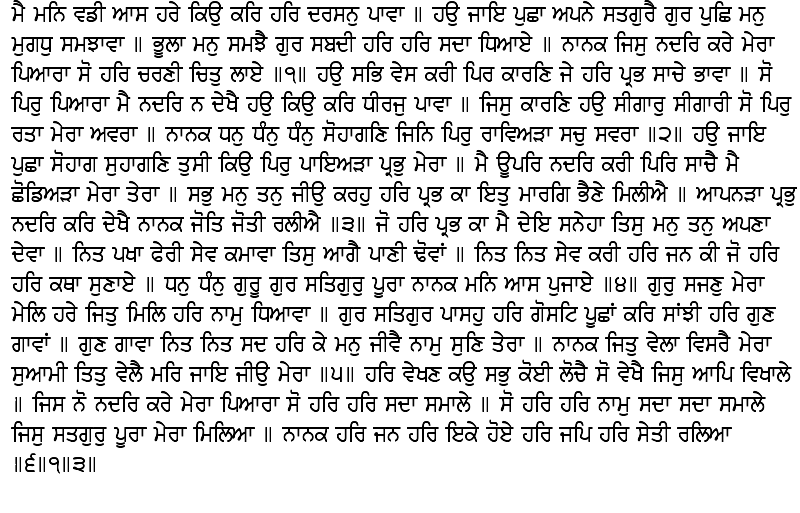 ਮੈ ਮਨਿ ਵਡੀ ਆਸ ਹਰੇ ਕਿਉ ਕਰਿ ਹਰਿ ਦਰਸਨੁ ਪਾਵਾ ॥ ਹਉ ਜਾਇ ਪੁਛਾ ਅਪਨੇ ਸਤਗੁਰੈ ਗੁਰ ਪੁਛਿ ਮਨੁ
ਮੁਗਧੁ ਸਮਝਾਵਾ ॥ ਭੂਲਾ ਮਨੁ ਸਮਝੈ ਗੁਰ ਸਬਦੀ ਹਰਿ ਹਰਿ ਸਦਾ ਧਿਆਏ ॥ ਨਾਨਕ ਜਿਸੁ ਨਦਰਿ ਕਰੇ ਮੇਰਾ
ਪਿਆਰਾ ਸੋ ਹਰਿ ਚਰਣੀ ਚਿਤੁ ਲਾਏ ॥੧॥ ਹਉ ਸਭਿ ਵੇਸ ਕਰੀ ਪਿਰ ਕਾਰਣਿ ਜੇ ਹਰਿ ਪ੍ਰਭ ਸਾਚੇ ਭਾਵਾ ॥ ਸੋ
ਪਿਰੁ ਪਿਆਰਾ ਮੈ ਨਦਰਿ ਨ ਦੇਖੈ ਹਉ ਕਿਉ ਕਰਿ ਧੀਰਜੁ ਪਾਵਾ ॥ ਜਿਸੁ ਕਾਰਣਿ ਹਉ ਸੀਗਾਰੁ ਸੀਗਾਰੀ ਸੋ ਪਿਰੁ
ਰਤਾ ਮੇਰਾ ਅਵਰਾ ॥ ਨਾਨਕ ਧਨੁ ਧੰਨੁ ਧੰਨੁ ਸੋਹਾਗਣਿ ਜਿਨਿ ਪਿਰੁ ਰਾਵਿਅੜਾ ਸਚੁ ਸਵਰਾ ॥੨॥ ਹਉ ਜਾਇ
ਪੁਛਾ ਸੋਹਾਗ ਸੁਹਾਗਣਿ ਤੁਸੀ ਕਿਉ ਪਿਰੁ ਪਾਇਅੜਾ ਪ੍ਰਭੁ ਮੇਰਾ ॥ ਮੈ ਊਪਰਿ ਨਦਰਿ ਕਰੀ ਪਿਰਿ ਸਾਚੈ ਮੈ
ਛੋਡਿਅੜਾ ਮੇਰਾ ਤੇਰਾ ॥ ਸਭੁ ਮਨੁ ਤਨੁ ਜੀਉ ਕਰਹੁ ਹਰਿ ਪ੍ਰਭ ਕਾ ਇਤੁ ਮਾਰਗਿ ਭੈਣੇ ਮਿਲੀਐ ॥ ਆਪਨੜਾ ਪ੍ਰਭੁ
ਨਦਰਿ ਕਰਿ ਦੇਖੈ ਨਾਨਕ ਜੋਤਿ ਜੋਤੀ ਰਲੀਐ ॥੩॥ ਜੋ ਹਰਿ ਪ੍ਰਭ ਕਾ ਮੈ ਦੇਇ ਸਨੇਹਾ ਤਿਸੁ ਮਨੁ ਤਨੁ ਅਪਣਾ
ਦੇਵਾ ॥ ਨਿਤ ਪਖਾ ਫੇਰੀ ਸੇਵ ਕਮਾਵਾ ਤਿਸੁ ਆਗੈ ਪਾਣੀ ਢੋਵਾਂ ॥ ਨਿਤ ਨਿਤ ਸੇਵ ਕਰੀ ਹਰਿ ਜਨ ਕੀ ਜੋ ਹਰਿ
ਹਰਿ ਕਥਾ ਸੁਣਾਏ ॥ ਧਨੁ ਧੰਨੁ ਗੁਰੂ ਗੁਰ ਸਤਿਗੁਰੁ ਪੂਰਾ ਨਾਨਕ ਮਨਿ ਆਸ ਪੁਜਾਏ ॥੪॥ ਗੁਰੁ ਸਜਣੁ ਮੇਰਾ
ਮੇਲਿ ਹਰੇ ਜਿਤੁ ਮਿਲਿ ਹਰਿ ਨਾਮੁ ਧਿਆਵਾ ॥ ਗੁਰ ਸਤਿਗੁਰ ਪਾਸਹੁ ਹਰਿ ਗੋਸਟਿ ਪੂਛਾਂ ਕਰਿ ਸਾਂਝੀ ਹਰਿ ਗੁਣ
ਗਾਵਾਂ ॥ ਗੁਣ ਗਾਵਾ ਨਿਤ ਨਿਤ ਸਦ ਹਰਿ ਕੇ ਮਨੁ ਜੀਵੈ ਨਾਮੁ ਸੁਣਿ ਤੇਰਾ ॥ ਨਾਨਕ ਜਿਤੁ ਵੇਲਾ ਵਿਸਰੈ ਮੇਰਾ
ਸੁਆਮੀ ਤਿਤੁ ਵੇਲੈ ਮਰਿ ਜਾਇ ਜੀਉ ਮੇਰਾ ॥੫॥ ਹਰਿ ਵੇਖਣ ਕਉ ਸਭੁ ਕੋਈ ਲੋਚੈ ਸੋ ਵੇਖੈ ਜਿਸੁ ਆਪਿ ਵਿਖਾਲੇ
॥ ਜਿਸ ਨੋ ਨਦਰਿ ਕਰੇ ਮੇਰਾ ਪਿਆਰਾ ਸੋ ਹਰਿ ਹਰਿ ਸਦਾ ਸਮਾਲੇ ॥ ਸੋ ਹਰਿ ਹਰਿ ਨਾਮੁ ਸਦਾ ਸਦਾ ਸਮਾਲੇ
ਜਿਸੁ ਸਤਗੁਰੁ ਪੂਰਾ ਮੇਰਾ ਮਿਲਿਆ ॥ ਨਾਨਕ ਹਰਿ ਜਨ ਹਰਿ ਇਕੇ ਹੋਏ ਹਰਿ ਜਪਿ ਹਰਿ ਸੇਤੀ ਰਲਿਆ
॥੬॥੧॥੩॥